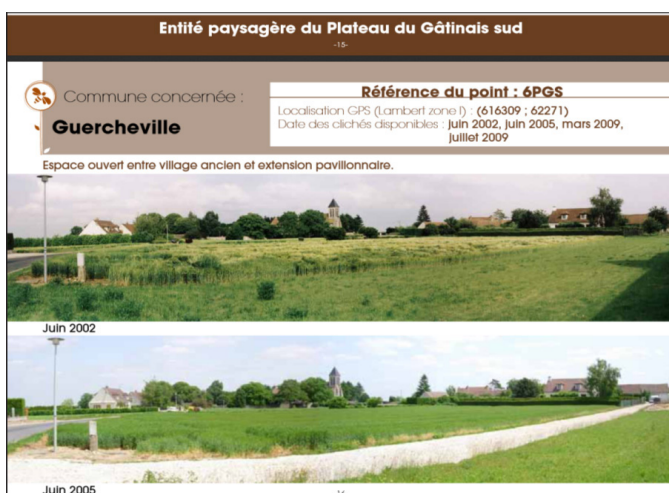 Entité paysagère du Plateau du Gâtinais sud
-15-
Commune concernée :
Guercheville
Référence du point : 6PGS
Localisation GPS (Lambert zone I) : (616309 ; 62271)
Date des clichés disponibles : juin 2002, juin 2005, mars 2009,
juillet 2009
Espace ouvert entre village ancien et extension pavillonnaire.
Juin 2002
Juin 2005